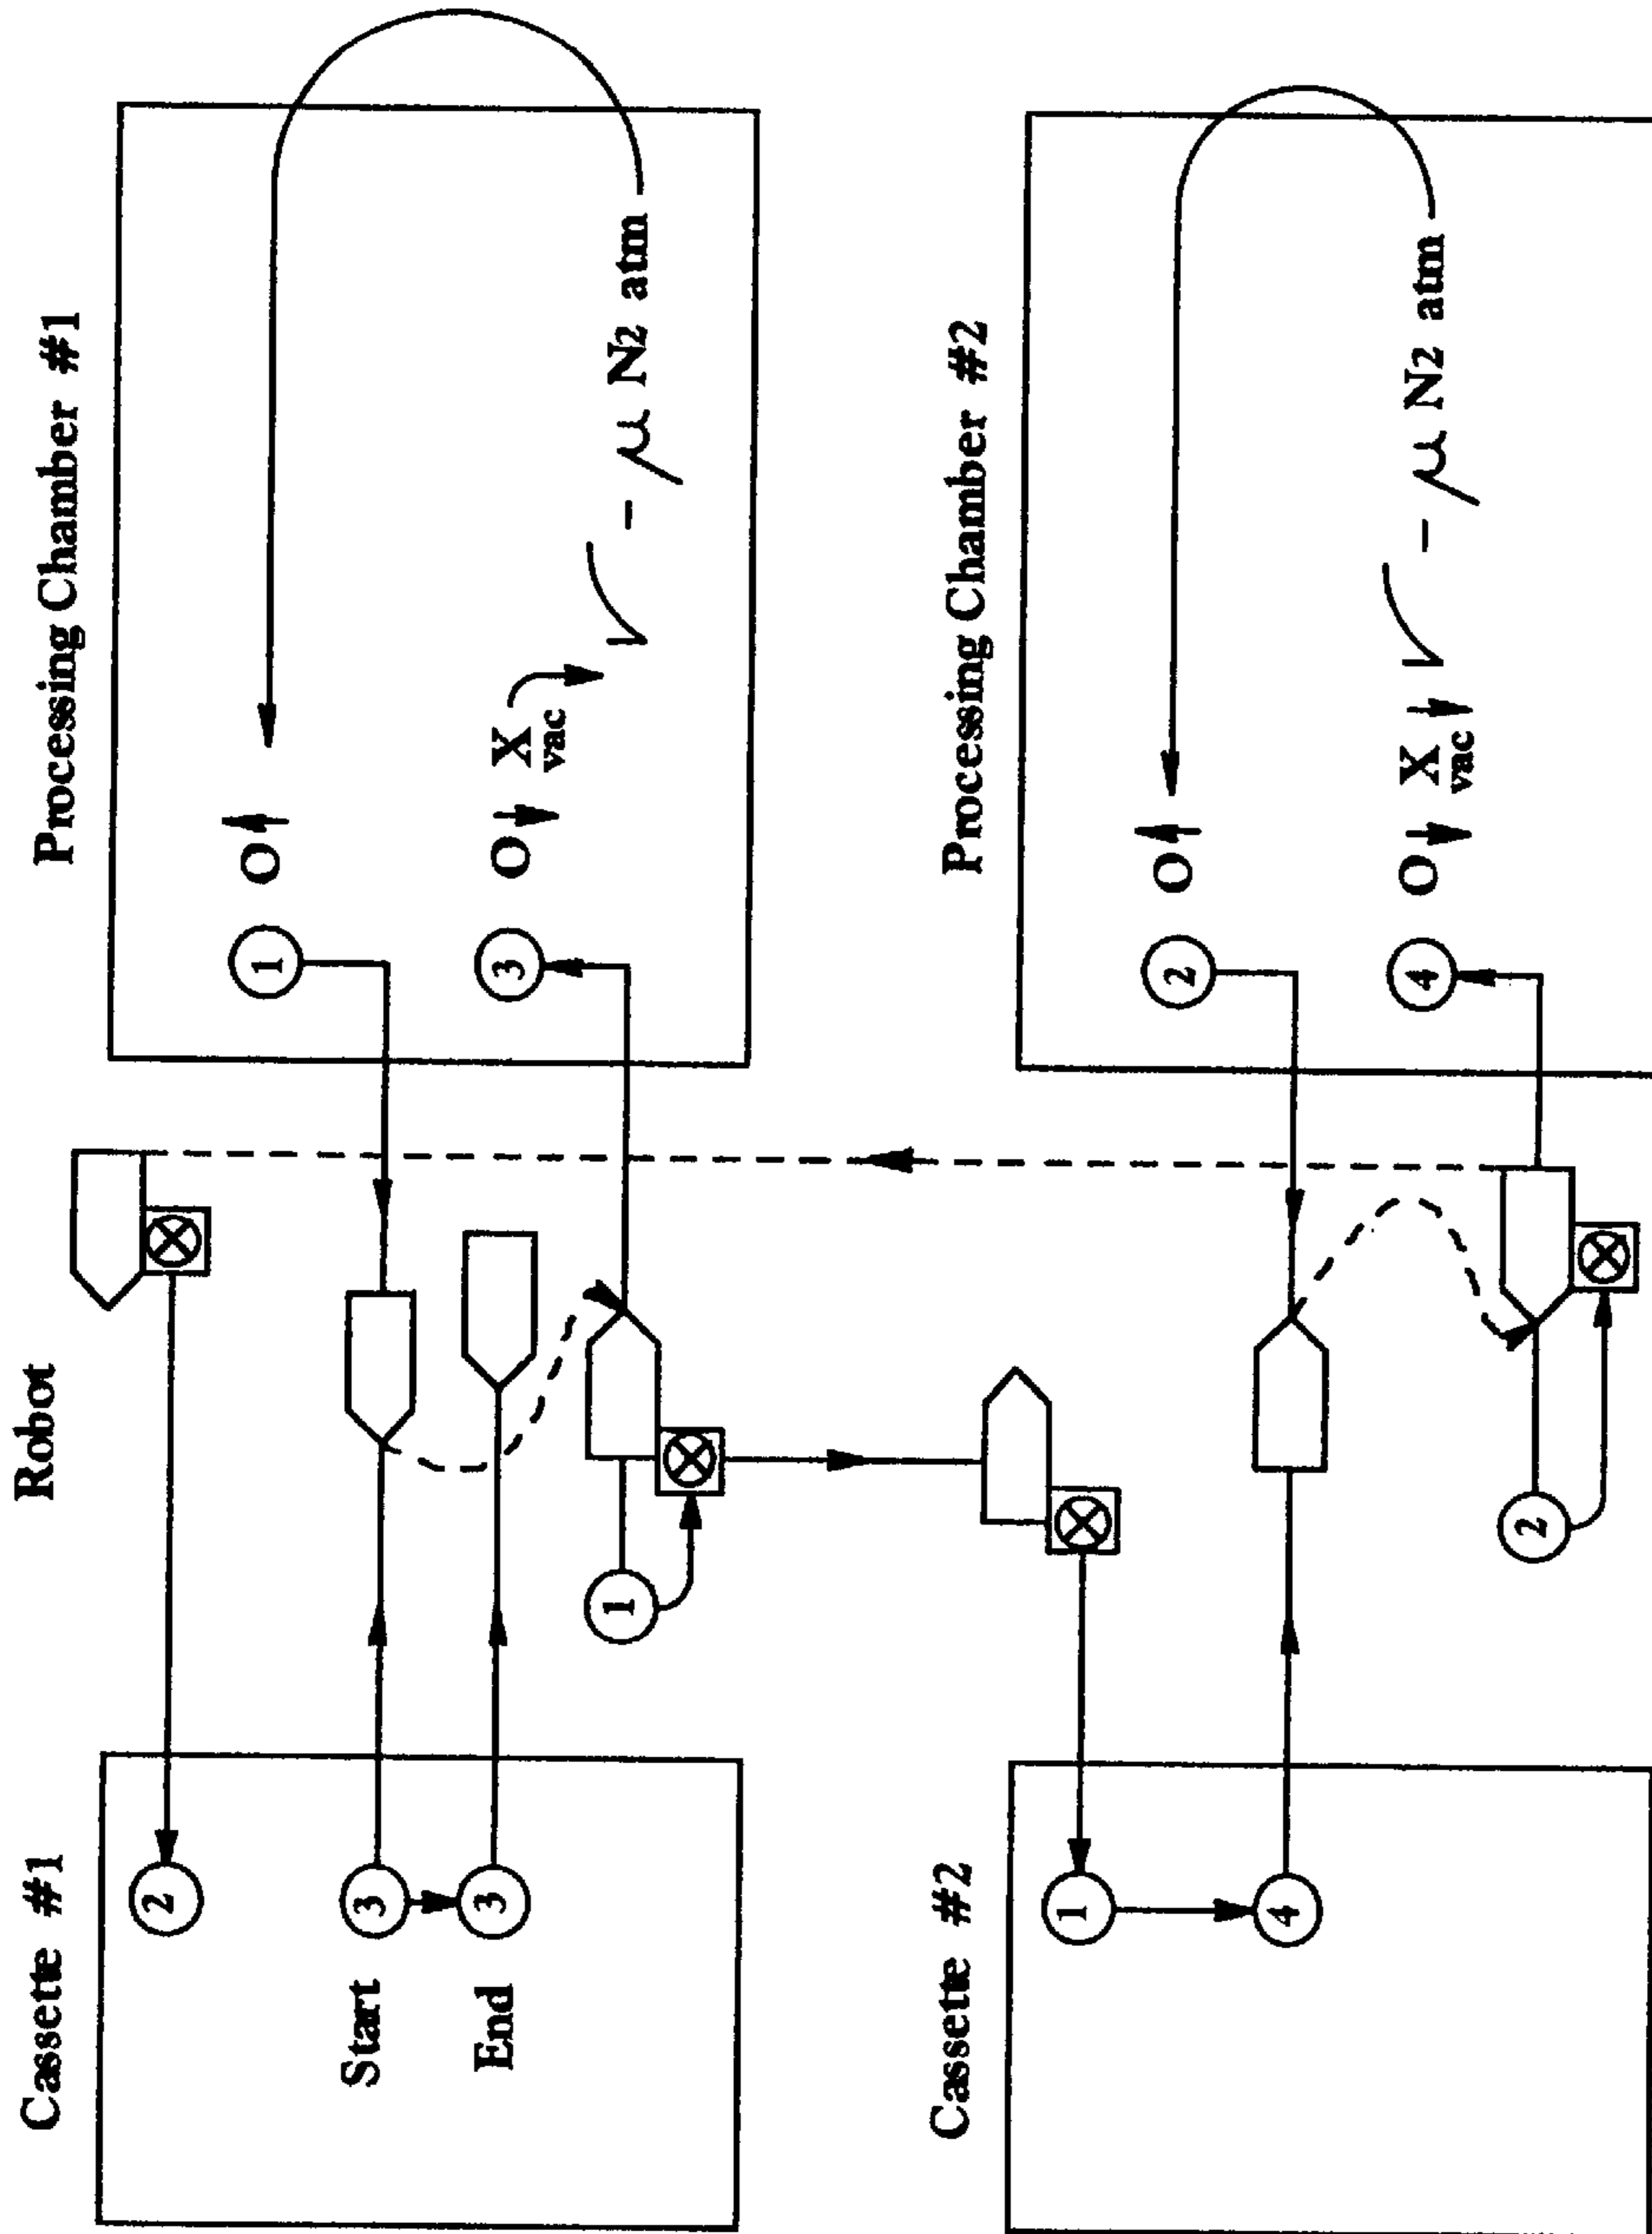 Cassette #1
Robot
Processing Chamber #1
2
1 O
Start 3
End 3
3 O X
vac
μ N2 atm
1
Cassette #2
Processing Chamber #2
1
2 O
4
4 O X
vac
μ N2 atm
2